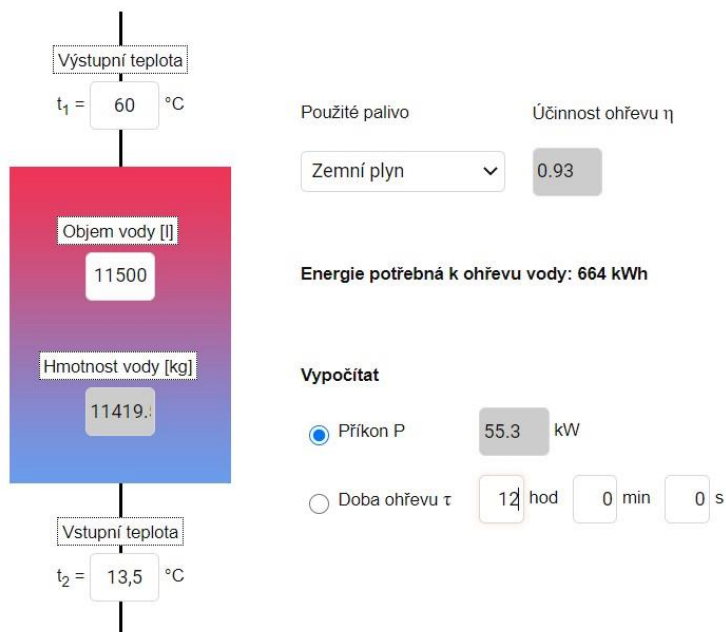 Výstupní teplota
t1 = 60 °C
Objem vody [l]
11500
Hmotnost vody [kg]
11419.
Vstupní teplota
t2 = 13,5 °C
Použité palivo
Zemní plyn
Účinnost ohřevu η
0.93
Energie potřebná k ohřevu vody: 664 kWh
Vypočítat
Příkon P 55.3 kW
Doba ohřevu τ 12 hod 0 min 0 s